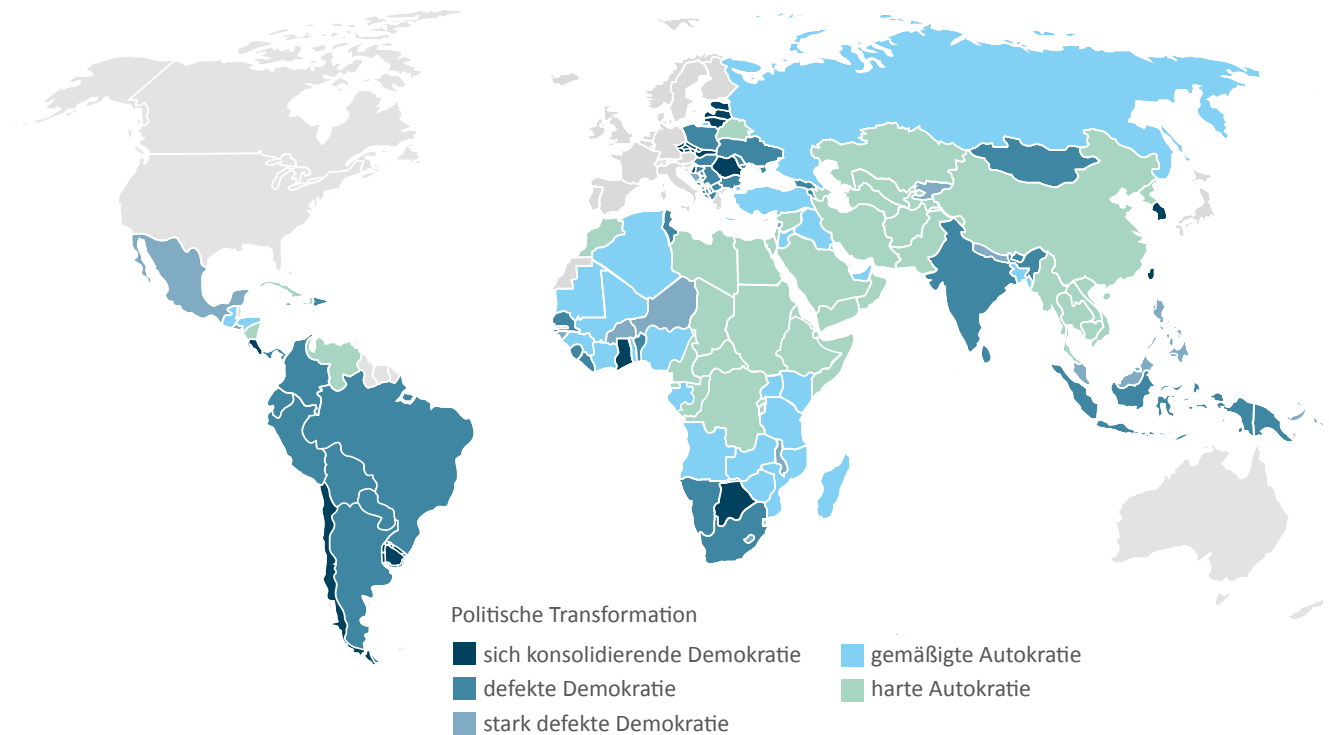 Politische Transformation
sich konsolidierende Demokratie
defekte Demokratie
stark defekte Demokratie
gemäßigte Autokratie
harte Autokratie